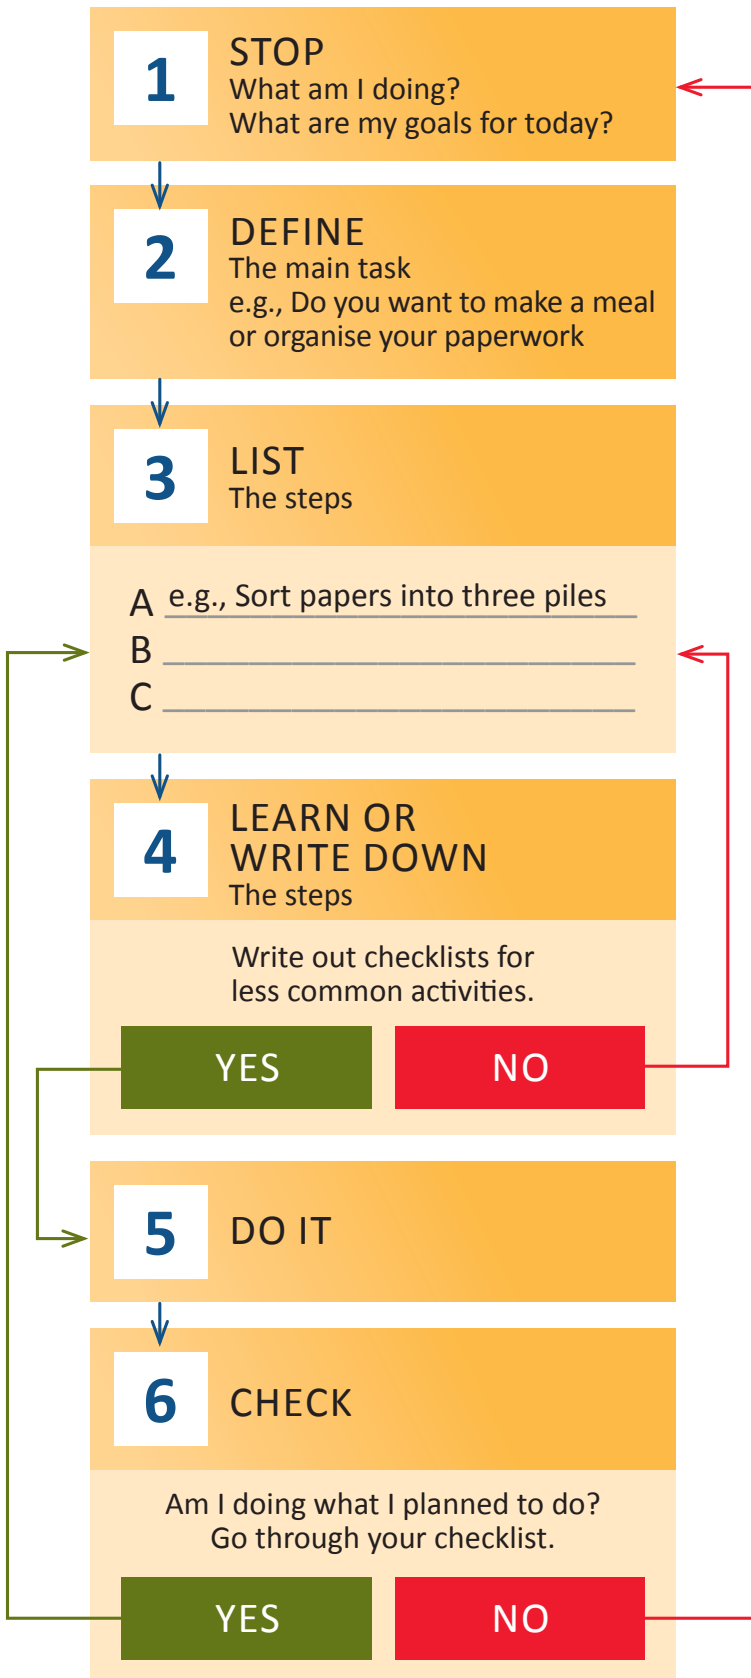 1
STOP
What am I doing?
What are my goals for today?
2
DEFINE
The main task
e.g., Do you want to make a meal
or organise your paperwork
3
LIST
The steps
A e.g., Sort papers into three piles
B
C
4
LEARN OR
WRITE DOWN
The steps
Write out checklists for
less common activities.
YES NO
5
DO IT
6
CHECK
Am I doing what I planned to do?
Go through your checklist.
YES NO